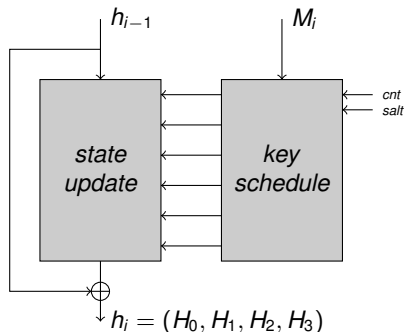 h_{i−1} M_i
state
update
key
schedule
cnt
salt
h_i = (H_0, H_1, H_2, H_3)